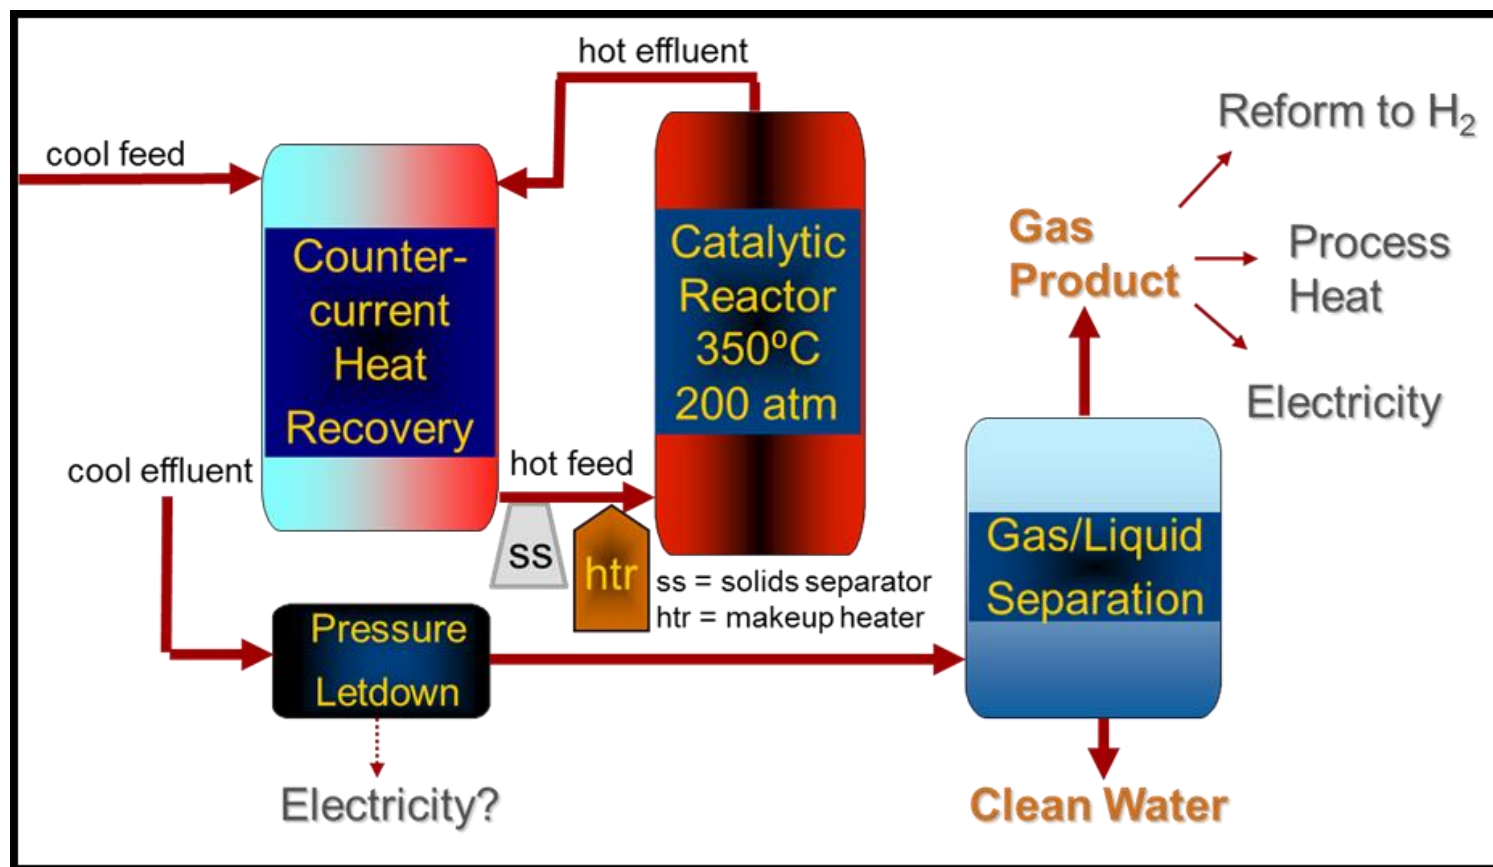 hot effluent
cool feed
Counter-
current
Heat
Recovery
Catalytic
Reactor
350ºC
200 atm
Reform to H₂
Gas
Product
Process
Heat
Electricity
cool effluent
hot feed
ss
htr
ss = solids separator
htr = makeup heater
Gas/Liquid
Separation
Pressure
Letdown
Electricity?
Clean Water